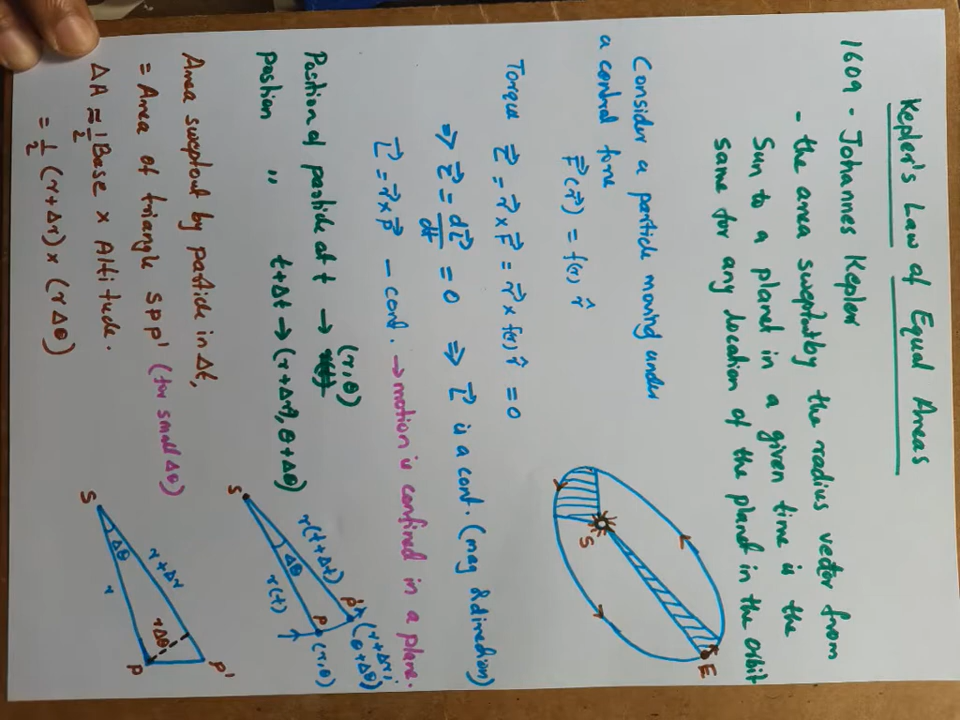 Kepler's Law of Equal Areas
1609 - Johannes Kepler
- the area sweptout by the radius vector from
Sun to a planet in a given time is the
same for any location of the planet in the orbit
Consider a particle moving under
a central force
F⃗(r⃗) = f(r) r̂
S
E
Torque τ⃗ = r⃗ × F⃗ = r⃗ × f(r) r̂ = 0
⇒ τ⃗ = dL⃗/dt = 0 ⇒ L⃗ is a const. (mag & direction)
L⃗ = r⃗ × p⃗ - const. → motion is confined in a plane.
Position of particle at t → (r, θ)
position " t+Δt → (r+Δr, θ+Δθ)
S
r(t+Δt)
Δθ
r(t)
P'
(r+Δr, θ+Δθ)
P
(r,θ)
Area sweptout by particle in Δt,
= Area of triangle SPP' (for small Δθ)
ΔA ≈ 1/2 Base × Altitude.
= 1/2 (r+Δr) × (rΔθ)
S
Δθ
r+Δr
r
rΔθ
P
P'